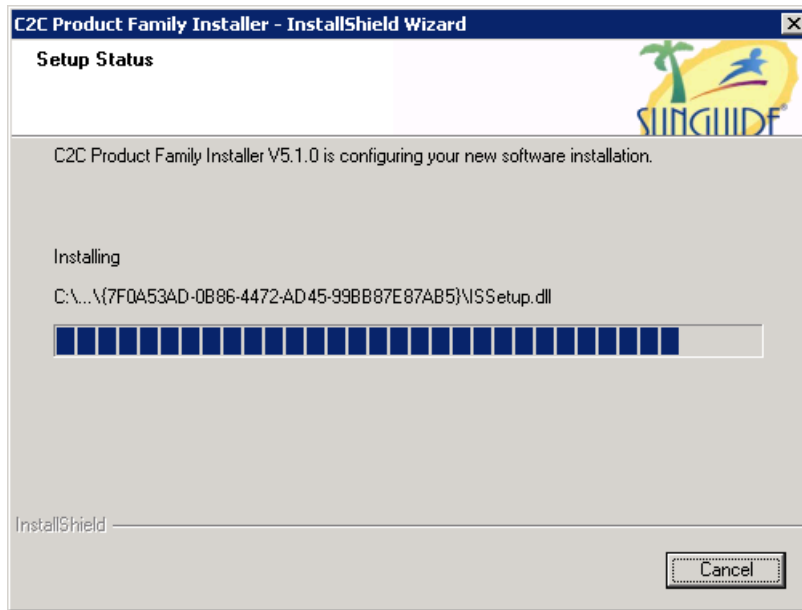 C2C Product Family Installer - InstallShield Wizard
Setup Status
SUNGUIDE®
C2C Product Family Installer V5.1.0 is configuring your new software installation.
Installing
C:\...\{7F0A53AD-0B86-4472-AD45-99BB87E87AB5}\ISSetup.dll
InstallShield
Cancel